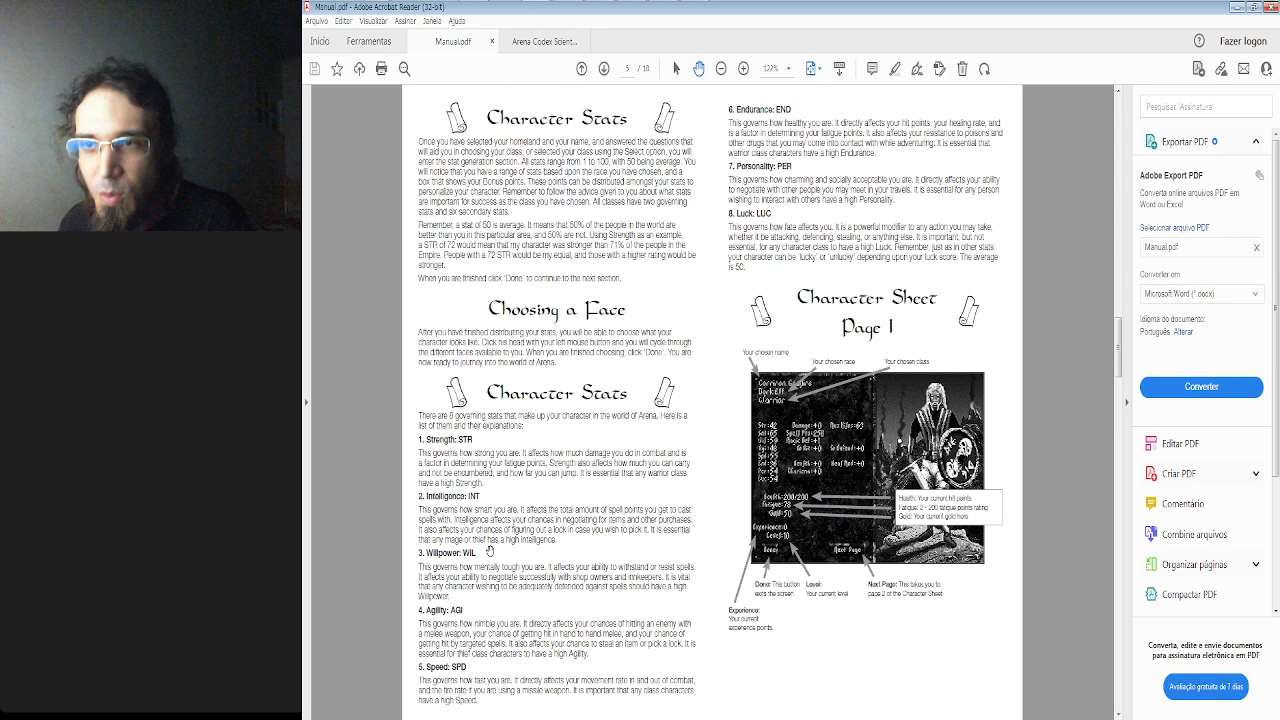 Manual.pdf - Adobe Acrobat Reader (32-bit)
Arquivo Editar Visualizar Assinar Janela Ajuda
Início Ferramentas Manual.pdf × Arena Codex Scient... Fazer logon
5 / 10 122%
Character Stats
Once you have selected your homeland and your name, and answered the questions that
will aid you in choosing your class, or selected your class using the Select option, you will
enter the stat generation section. All stats range from 1 to 100, with 50 being average. You
will notice that you have a range of stats based upon the race you have chosen, and a
box that shows your Bonus points. These points can be distributed amongst your stats to
personalize your character. Remember to follow the advice given to you about what stats
are important for success as the class you have chosen. All classes have two governing
stats and six secondary stats.
Remember, a stat of 50 is average. It means that 50% of the people in the world are
better than you in this particular area, and 50% are not. Using Strength as an example,
a STR of 72 would mean that my character was stronger than 71% of the people in the
Empire. People with a 72 STR would be my equal, and those with a higher rating would be
stronger.
When you are finished click 'Done' to continue to the next section.
Choosing a Face
After you have finished distributing your stats, you will be able to choose what your
character looks like. Click his head with your left mouse button and you will cycle through
the different faces available to you. When you are finished choosing, click 'Done'. You are
now ready to journey into the world of Arena.
Character Stats
There are 8 governing stats that make up your character in the world of Arena. Here is a
list of them and their explanations:
1. Strength: STR
This governs how strong you are. It affects how much damage you do in combat and is
a factor in determining your fatigue points. Strength also affects how much you can carry
and not be encumbered, and how far you can jump. It is essential that any warrior class
have a high Strength.
2. Intelligence: INT
This governs how smart you are. It affects the total amount of spell points you get to cast
spells with. Intelligence affects your chances in negotiating for items and other purchases.
It also affects your chances of figuring out a lock in case you wish to pick it. It is essential
that any mage or thief has a high Intelligence.
3. Willpower: WIL
This governs how mentally tough you are. It affects your ability to withstand or resist spells.
It affects your ability to negotiate successfully with shop owners and innkeepers. It is vital
that any character wishing to be adequately defended against spells should have a high
Willpower.
4. Agility: AGI
This governs how nimble you are. It directly affects your chances of hitting an enemy with
a melee weapon, your chance of getting hit in hand to hand melee, and your chance of
getting hit by targeted spells. It also affects your chance to steal an item or pick a lock. It is
essential for thief class characters to have a high Agility.
5. Speed: SPD
This governs how fast you are. It directly affects your movement rate in and out of combat,
and the fire rate if you are using a missile weapon. It is important that any class characters
have a high Speed.
6. Endurance: END
This governs how healthy you are. It directly affects your hit points, your healing rate, and
is a factor in determining your fatigue points. It also affects your resistance to poisons and
other drugs that you may come into contact with while adventuring. It is essential that
warrior class characters have a high Endurance.
7. Personality: PER
This governs how charming and socially acceptable you are. It directly affects your ability
to negotiate with other people you may meet in your travels. It is essential for any person
wishing to interact with others have a high Personality.
8. Luck: LUC
This governs how fate affects you. It is a powerful modifier to any action you may take,
whether it be attacking, defending, stealing, or anything else. It is important, but not
essential, for any character class to have a high Luck. Remember, just as in other stats
your character can be 'lucky' or 'unlucky' depending upon your luck score. The average
is 50.
Character Sheet
Page 1
Your chosen name
Your chosen race
Your chosen class
Dark Elf
Warrior
Health: Your current hit points
Fatigue: 2 - 200 fatigue points rating
Gold: Your current gold here
Health=200/200
Fatigue=78
Experience=0
Done
Next Page
Done: This button
exits the screen
Level:
Your current level
Next Page: This takes you to
page 2 of the Character Sheet
Experience:
Your current
experience points.
Pesquisar 'Assinatura'
Exportar PDF
Adobe Export PDF
Converta online arquivos PDF em
Word ou Excel
Selecionar arquivo PDF
Manual.pdf X
Converter em
Microsoft Word (*.docx)
Idioma do documento:
Português Alterar
Converter
Editar PDF
Criar PDF
Comentário
Combine arquivos
Organizar páginas
Compactar PDF
Converta, edite e envie documentos
para assinatura eletrônica em PDF
Avaliação gratuita de 7 dias